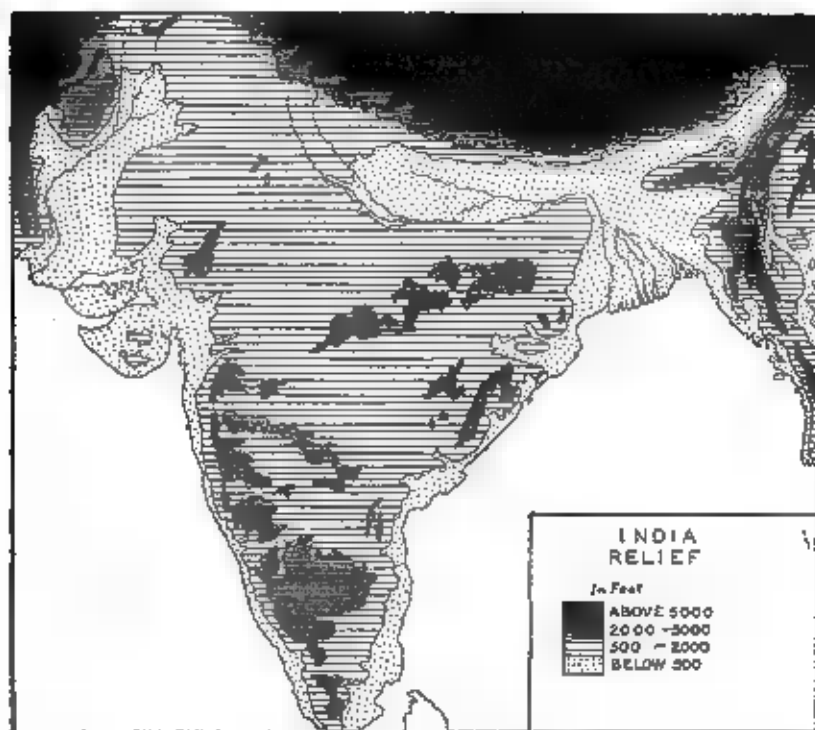 INDIA
RELIEF
In Feet
ABOVE 5000
2000 - 5000
500 - 2000
BELOW 500